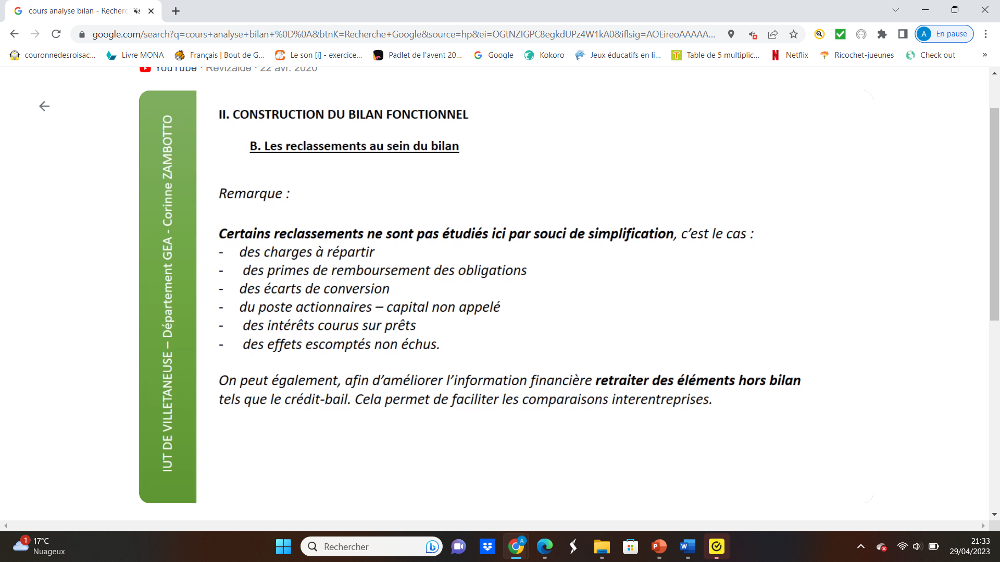 cours analyse bilan - Recherc
google.com/search?q=cours+analyse+bilan+%0D%0A&btnK=Recherche+Google&source=hp&ei=OGtNZIGPC8egkdUPz4W1kA0&iflsig=AOEireoAAAAA...
A En pause
couronnedesroisac...
Livre MONA
Français | Bout de G...
Le son [i] - exercice...
Padlet de l'avent 20...
Google
Kokoro
Jeux éducatifs en li...
Table de 5 multiplic...
Netflix
Ricochet-jueunes
Check out
»
YouTube · Revizaide · 22 avr. 2020
IUT DE VILLETANEUSE – Département GEA - Corinne ZAMBOTTO
II. CONSTRUCTION DU BILAN FONCTIONNEL
B. Les reclassements au sein du bilan
Remarque :
Certains reclassements ne sont pas étudiés ici par souci de simplification, c’est le cas :
- des charges à répartir
- des primes de remboursement des obligations
- des écarts de conversion
- du poste actionnaires – capital non appelé
- des intérêts courus sur prêts
- des effets escomptés non échus.
On peut également, afin d’améliorer l’information financière retraiter des éléments hors bilan
tels que le crédit-bail. Cela permet de faciliter les comparaisons interentreprises.
1
17°C
Nuageux
Rechercher
21:33
29/04/2023